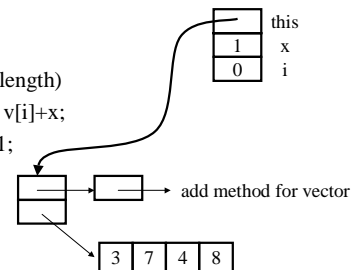 this
1 x
length)
0 i
v[i]+x;
1;
add method for vector
3 7 4 8